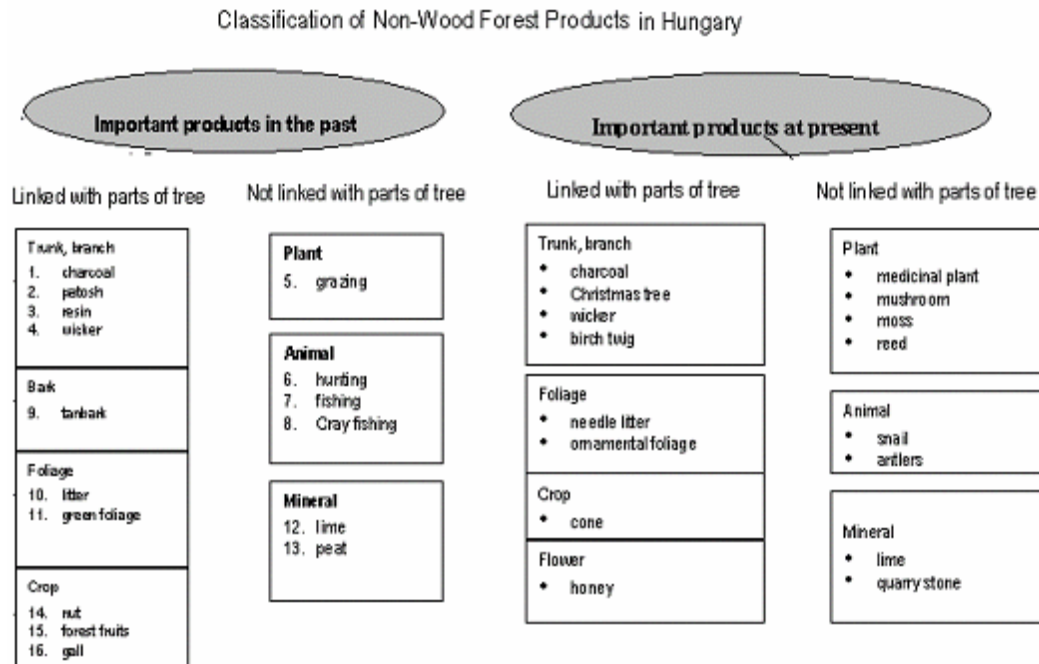 Classification of Non-Wood Forest Products in Hungary
Important products in the past
Linked with parts of tree
Trunk, branch
1. charcoal
2. patosh
3. resin
4. wicker
Bark
9. tanbark
Foliage
10. litter
11. green foliage
Crop
14. nut
15. forest fruits
16. gall
Not linked with parts of tree
Plant
5. grazing
Animal
6. hunting
7. fishing
8. Cray fishing
Mineral
12. lime
13. peat
Important products at present
Linked with parts of tree
Trunk, branch
• charcoal
• Christmas tree
• wicker
• birch twig
Foliage
• needle litter
• ornamental foliage
Crop
• cone
Flower
• honey
Not linked with parts of tree
Plant
• medicinal plant
• mushroom
• moss
• reed
Animal
• snail
• antlers
Mineral
• lime
• quarry stone